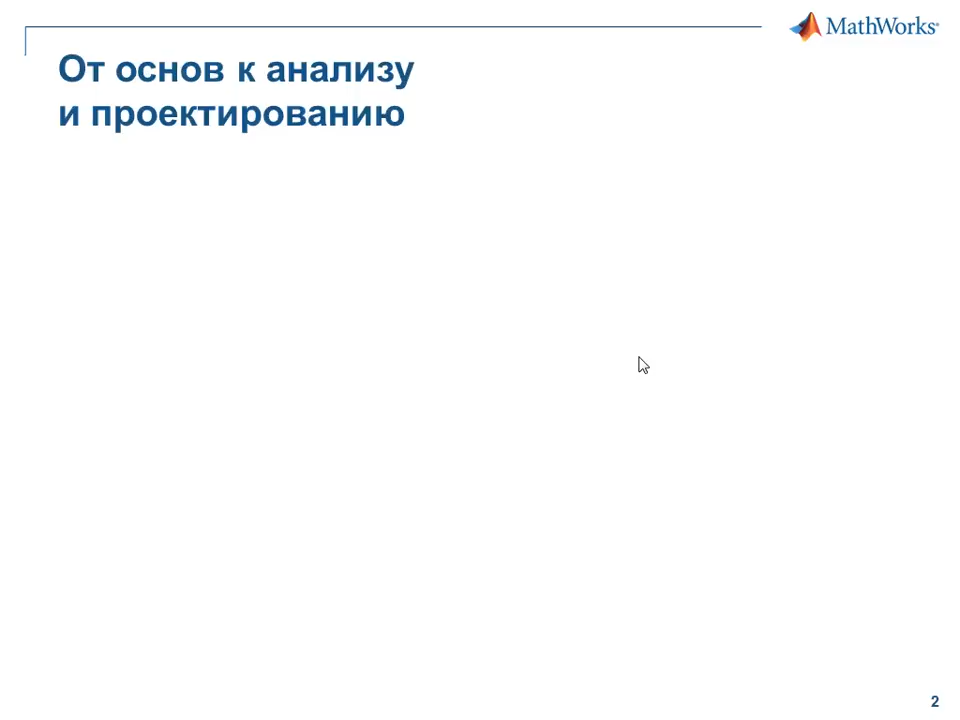 MathWorks®
От основ к анализу
и проектированию
2